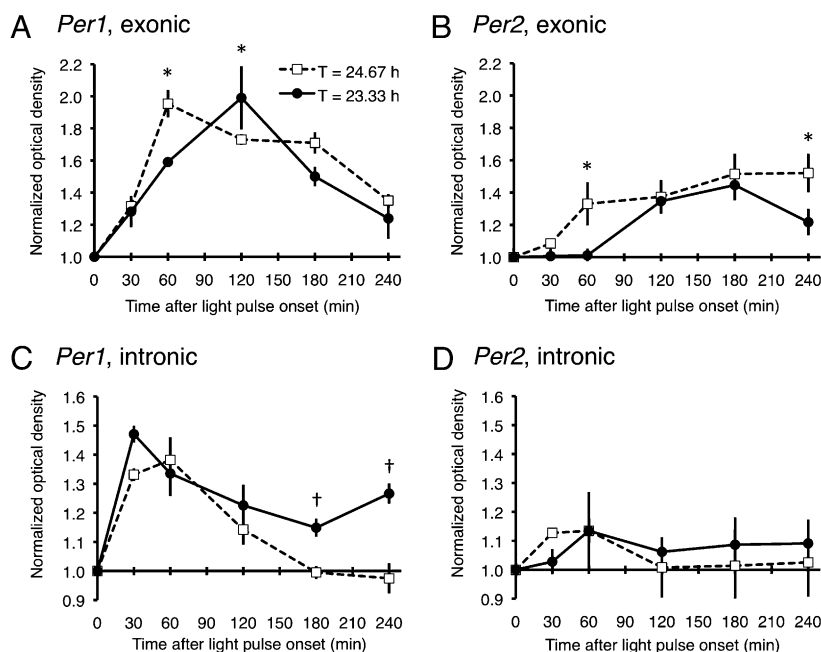 A Per1, exonic
Normalized optical density
2.2
2.0
1.8
1.6
1.4
1.2
1.0
* *
T = 24.67 h
T = 23.33 h
0 30 60 90 120 150 180 210 240
Time after light pulse onset (min)
B Per2, exonic
Normalized optical density
2.2
2.0
1.8
1.6
1.4
1.2
1.0
* *
0 30 60 90 120 150 180 210 240
Time after light pulse onset (min)
C Per1, intronic
Normalized optical density
1.6
1.5
1.4
1.3
1.2
1.1
1.0
0.9
† †
0 30 60 90 120 150 180 210 240
Time after light pulse onset (min)
D Per2, intronic
Normalized optical density
1.6
1.5
1.4
1.3
1.2
1.1
1.0
0.9
0 30 60 90 120 150 180 210 240
Time after light pulse onset (min)